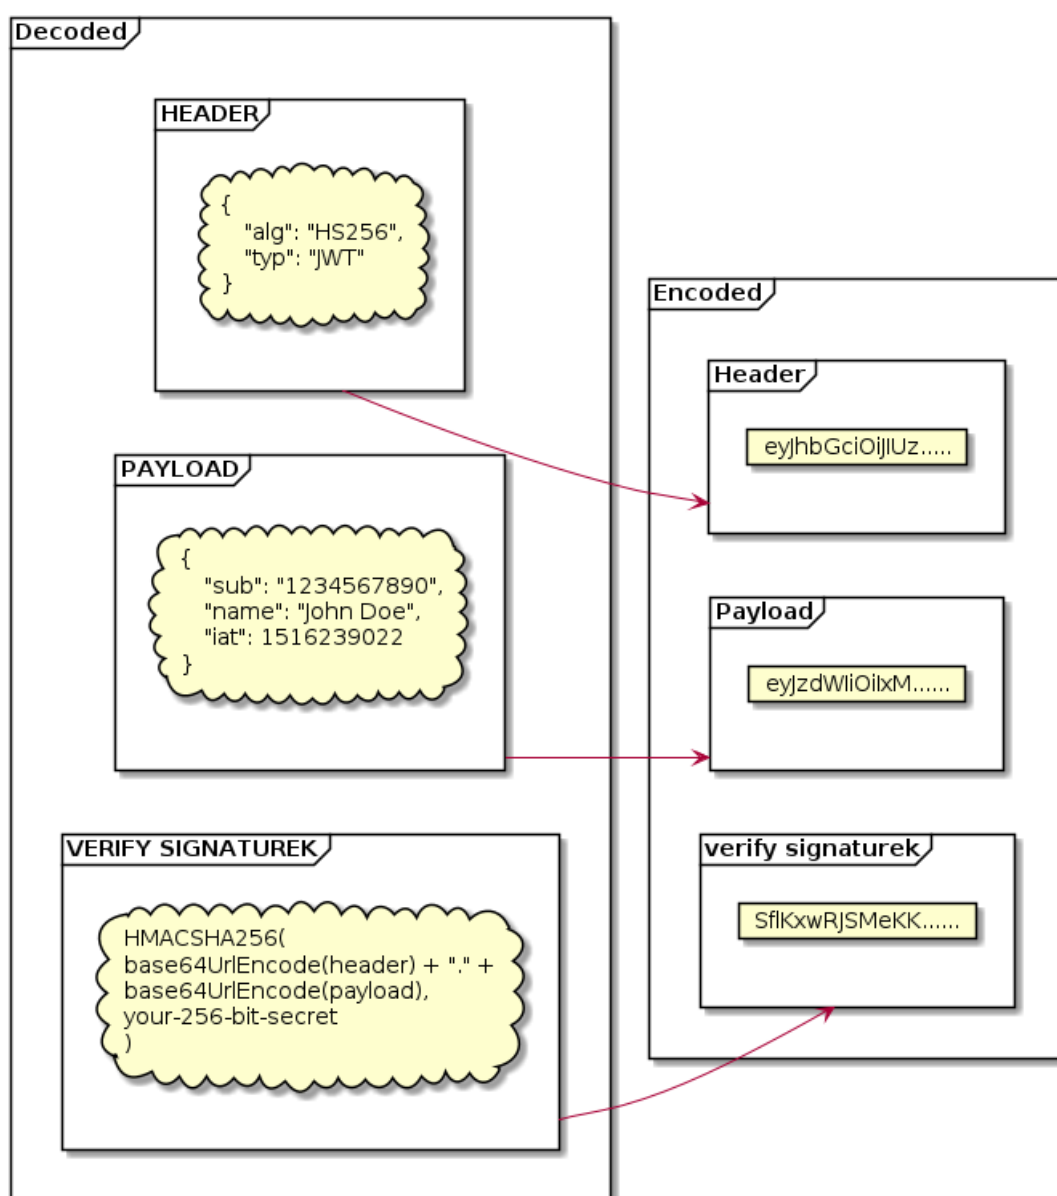 Decoded
HEADER
{
"alg": "HS256",
"typ": "JWT"
}
PAYLOAD
{
"sub": "1234567890",
"name": "John Doe",
"iat": 1516239022
}
VERIFY SIGNATUREK
HMACSHA256(
base64UrlEncode(header) + "." +
base64UrlEncode(payload),
your-256-bit-secret
)
Encoded
Header
eyJhbGciOiJIUz.....
Payload
eyJzdWIiOiIxM......
verify signaturek
SflKxwRJSMeKK......